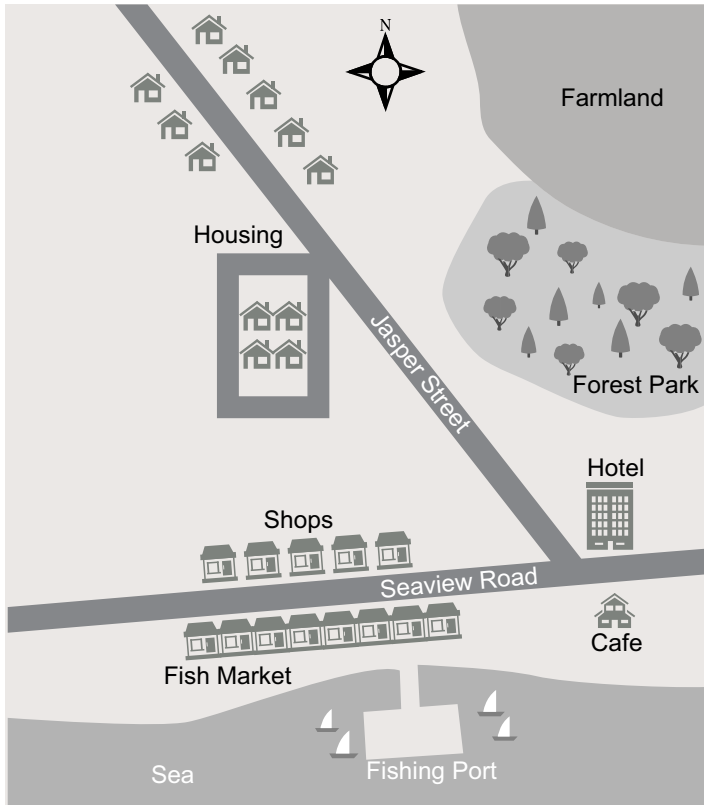 N
Farmland
Housing
Jasper Street
Forest Park
Hotel
Shops
Seaview Road
Cafe
Fish Market
Fishing Port
Sea